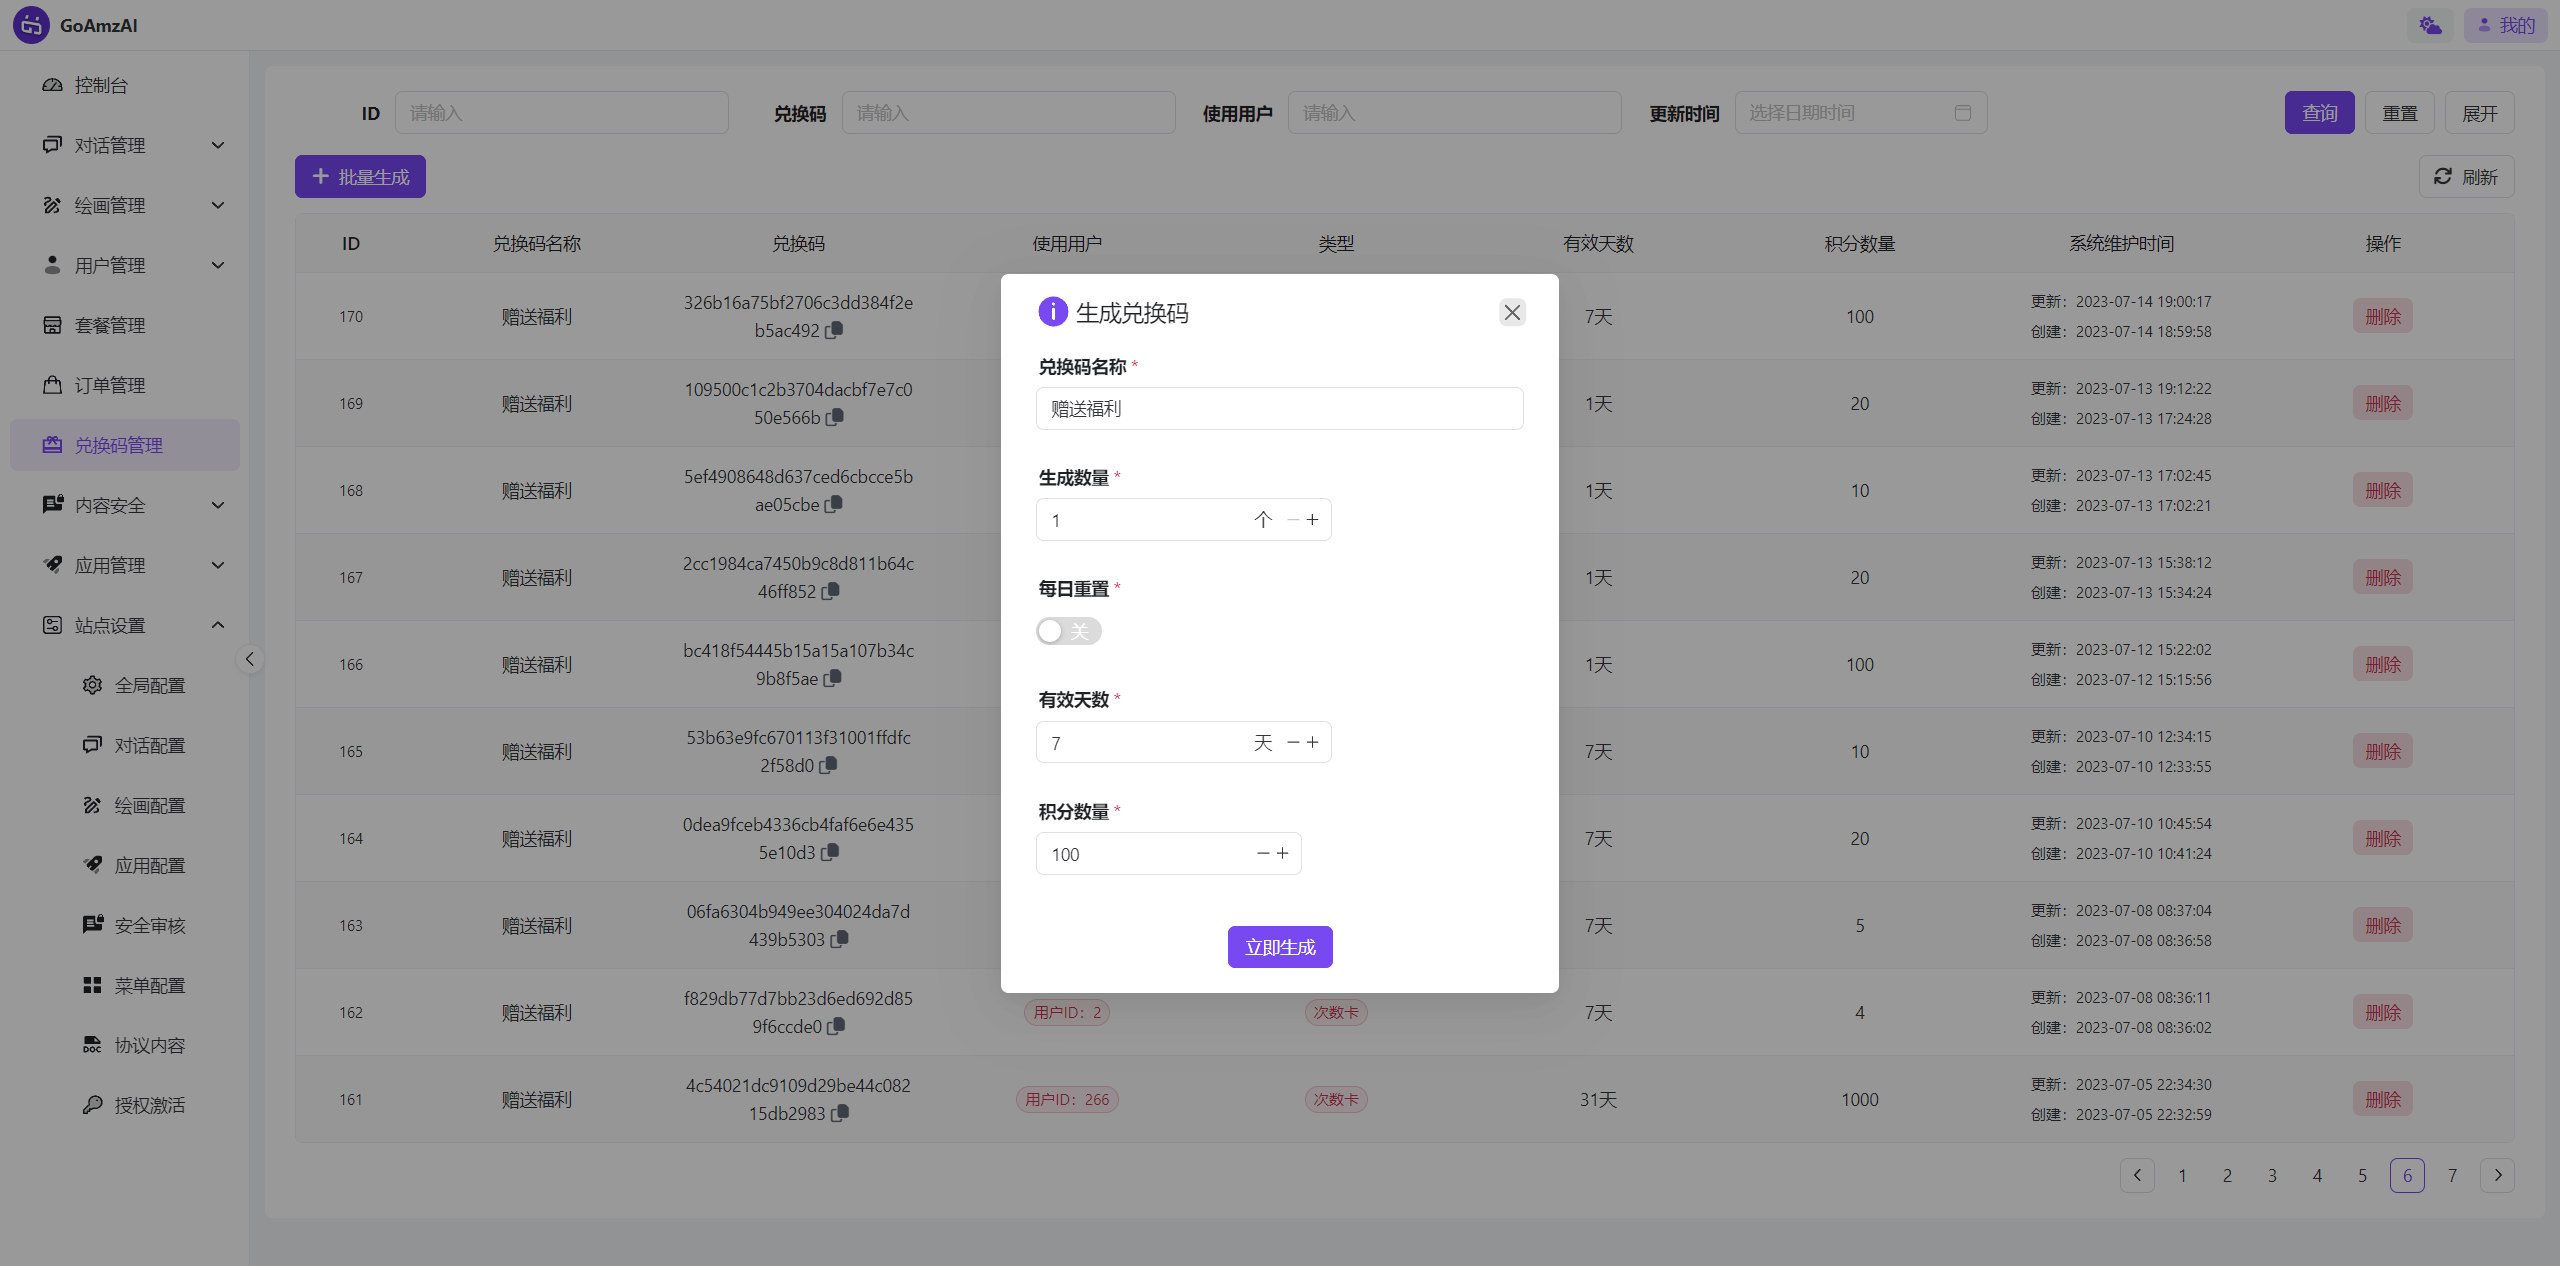 GoAmzAI
我的
控制台
对话管理
绘画管理
用户管理
套餐管理
订单管理
兑换码管理
内容安全
应用管理
站点设置
全局配置
对话配置
绘画配置
应用配置
安全审核
菜单配置
协议内容
授权激活
ID 请输入 兑换码 请输入 使用用户 请输入 更新时间 选择日期时间 查询 重置 展开
批量生成 刷新
ID 兑换码名称 兑换码 使用用户 类型 有效天数 积分数量 系统维护时间 操作
170 赠送福利 326b16a75bf2706c3dd384f2e 7天 100 更新：2023-07-14 19:00:17 删除
b5ac492 创建：2023-07-14 18:59:58
169 赠送福利 109500c1c2b3704dacbf7e7c0 1天 20 更新：2023-07-13 19:12:22 删除
50e566b 创建：2023-07-13 17:24:28
168 赠送福利 5ef4908648d637ced6cbcce5b 1天 10 更新：2023-07-13 17:02:45 删除
ae05cbe 创建：2023-07-13 17:02:21
167 赠送福利 2cc1984ca7450b9c8d811b64c 1天 20 更新：2023-07-13 15:38:12 删除
46ff852 创建：2023-07-13 15:34:24
166 赠送福利 bc418f54445b15a15a107b34c 1天 100 更新：2023-07-12 15:22:02 删除
9b8f5ae 创建：2023-07-12 15:15:56
165 赠送福利 53b63e9fc670113f31001ffdfc 7天 10 更新：2023-07-10 12:34:15 删除
2f58d0 创建：2023-07-10 12:33:55
164 赠送福利 0dea9fceb4336cb4faf6e6e435 7天 20 更新：2023-07-10 10:45:54 删除
5e10d3 创建：2023-07-10 10:41:24
163 赠送福利 06fa6304b949ee304024da7d 7天 5 更新：2023-07-08 08:37:04 删除
439b5303 创建：2023-07-08 08:36:58
162 赠送福利 f829db77d7bb23d6ed692d85 用户ID：2 次数卡 7天 4 更新：2023-07-08 08:36:11 删除
9f6ccde0 创建：2023-07-08 08:36:02
161 赠送福利 4c54021dc9109d29be44c082 用户ID：266 次数卡 31天 1000 更新：2023-07-05 22:34:30 删除
15db2983 创建：2023-07-05 22:32:59
1 2 3 4 5 6 7
生成兑换码
兑换码名称 *
赠送福利
生成数量 *
1 个
每日重置 *
关
有效天数 *
7 天
积分数量 *
100
立即生成